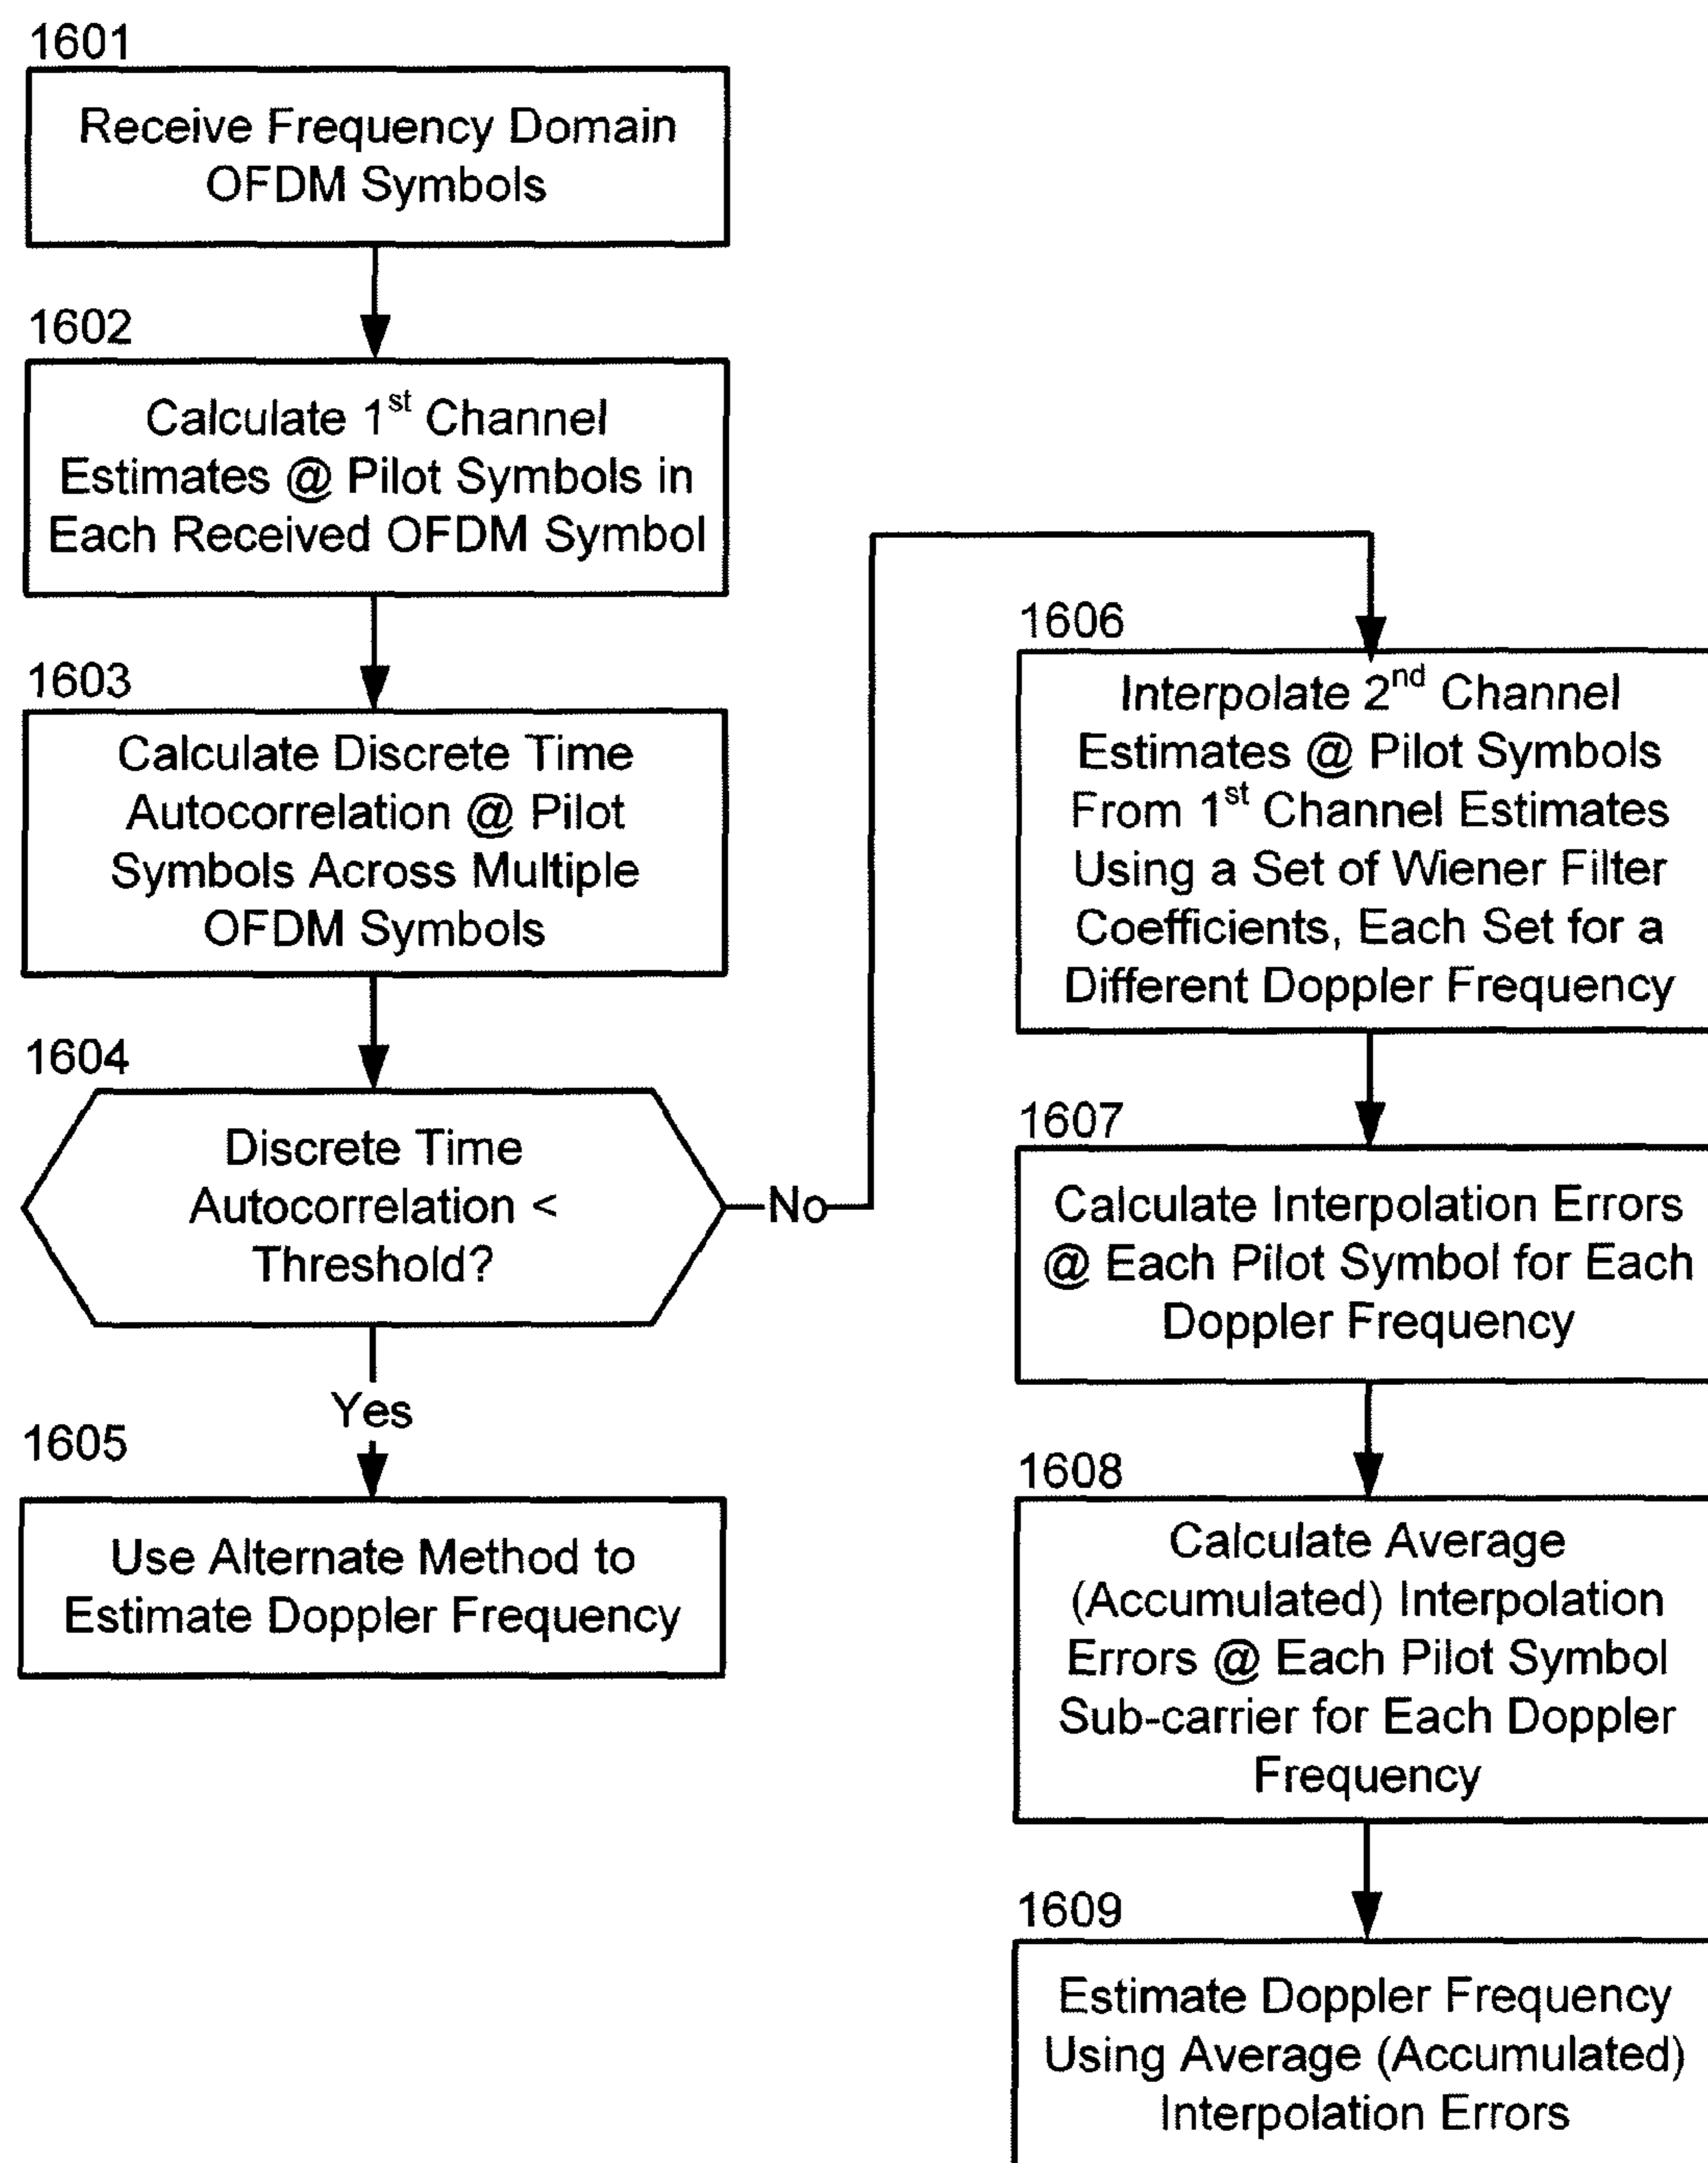 1601
Receive Frequency Domain
OFDM Symbols
1602
Calculate 1st Channel
Estimates @ Pilot Symbols in
Each Received OFDM Symbol
1603
Calculate Discrete Time
Autocorrelation @ Pilot
Symbols Across Multiple
OFDM Symbols
1604
Discrete Time
Autocorrelation <
Threshold?
No
Yes
1605
Use Alternate Method to
Estimate Doppler Frequency
1606
Interpolate 2nd Channel
Estimates @ Pilot Symbols
From 1st Channel Estimates
Using a Set of Wiener Filter
Coefficients, Each Set for a
Different Doppler Frequency
1607
Calculate Interpolation Errors
@ Each Pilot Symbol for Each
Doppler Frequency
1608
Calculate Average
(Accumulated) Interpolation
Errors @ Each Pilot Symbol
Sub-carrier for Each Doppler
Frequency
1609
Estimate Doppler Frequency
Using Average (Accumulated)
Interpolation Errors